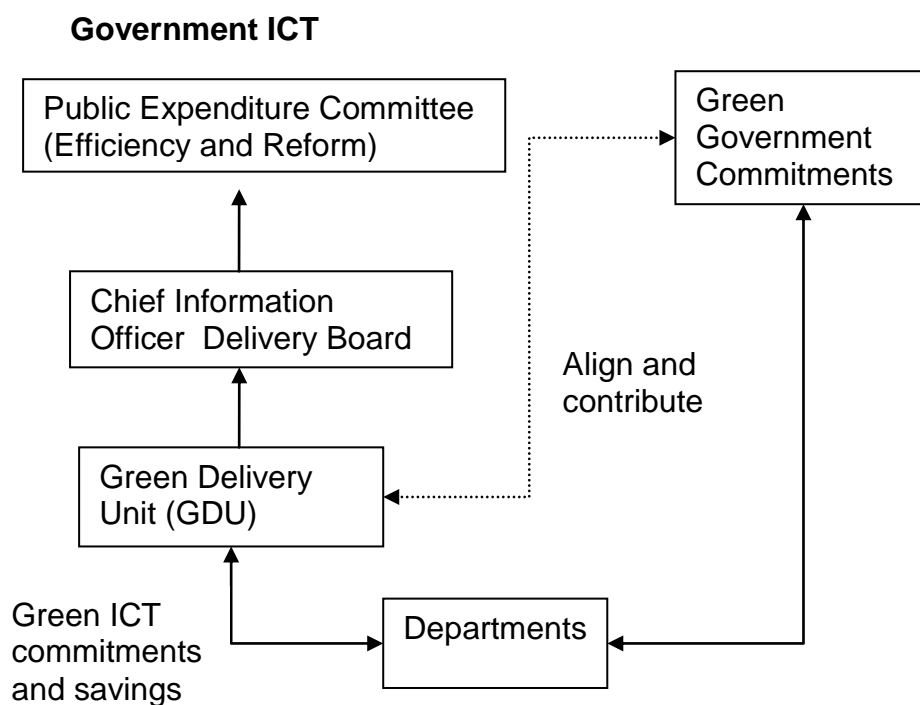 Government ICT
Public Expenditure Committee
(Efficiency and Reform)
Green
Government
Commitments
Chief Information
Officer Delivery Board
Align and
contribute
Green Delivery
Unit (GDU)
Green ICT
commitments
and savings
Departments